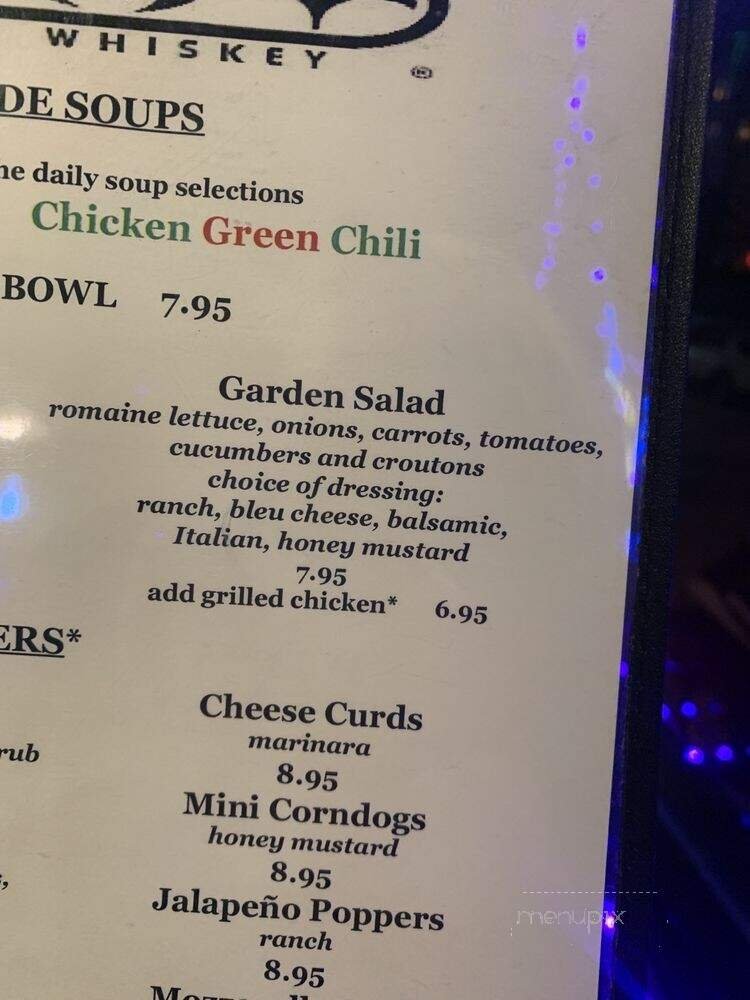 WHISKEY
®
DE SOUPS
he daily soup selections
Chicken Green Chili
BOWL 7.95
Garden Salad
romaine lettuce, onions, carrots, tomatoes,
cucumbers and croutons
choice of dressing:
ranch, bleu cheese, balsamic,
Italian, honey mustard
7.95
add grilled chicken* 6.95
ERS*
Cheese Curds
marinara
rub
8.95
Mini Corndogs
honey mustard
8.95
Jalapeño Poppers
ranch
8.95
menupix